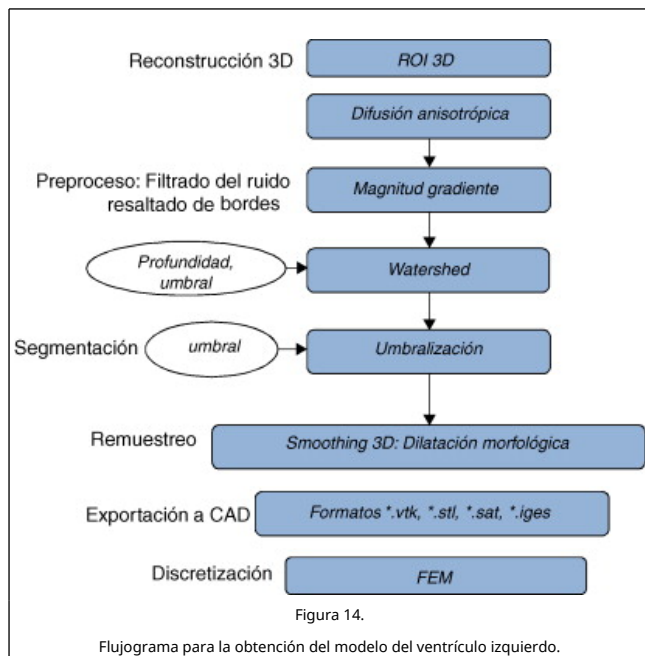 Reconstrucción 3D
ROI 3D
Difusión anisotrópica
Preproceso: Filtrado del ruido
resaltado de bordes
Magnitud gradiente
Profundidad,
umbral
Watershed
Segmentación
umbral
Umbralización
Remuestreo
Smoothing 3D: Dilatación morfológica
Exportación a CAD
Formatos *.vtk, *.stl, *.sat, *.iges
Discretización
FEM
Figura 14.
Flujograma para la obtención del modelo del ventrículo izquierdo.